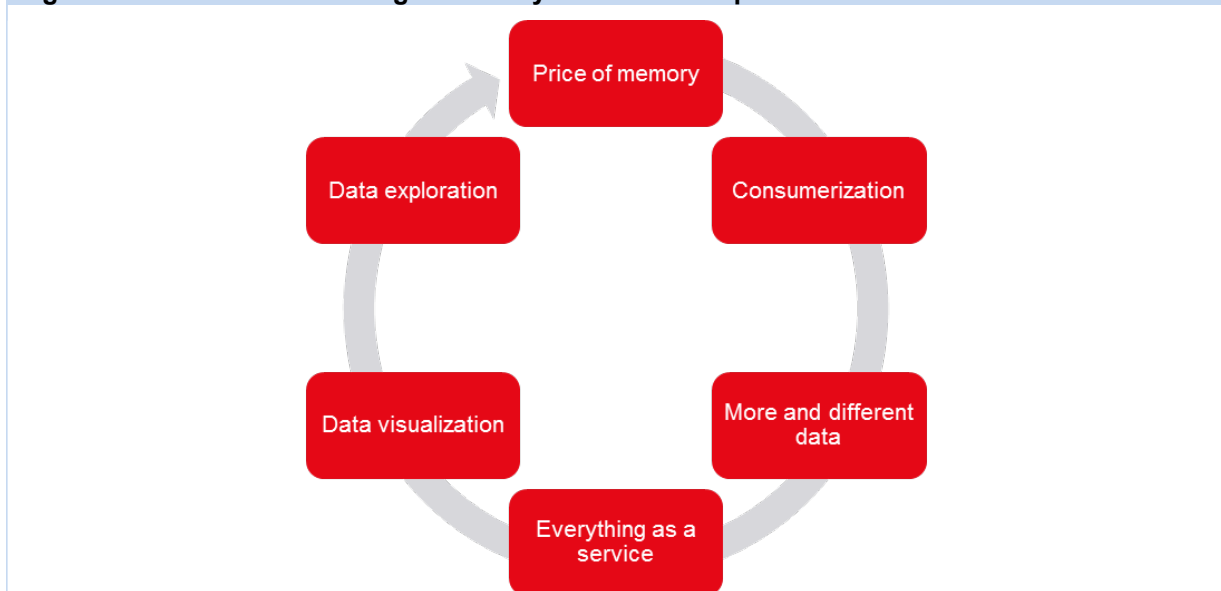 Price of memory
Data exploration
Consumerization
Data visualization
More and different
data
Everything as a
service